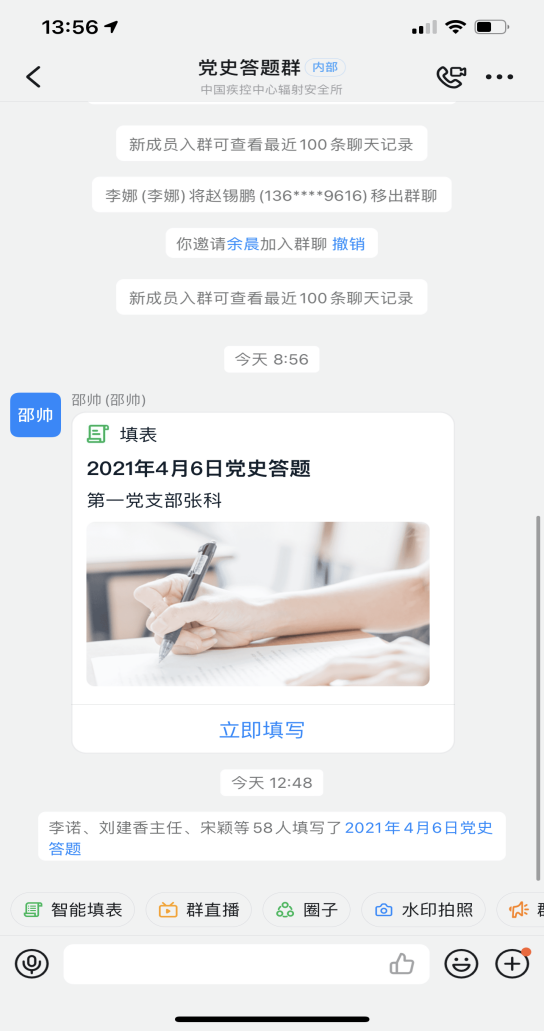 13:56
党史答题群 内部
中国疾控中心辐射安全所
新成员入群可查看最近100条聊天记录
李娜(李娜)将赵锡鹏(136****9616)移出群聊
你邀请余晨加入群聊 撤销
新成员入群可查看最近100条聊天记录
今天 8:56
邵帅
邵帅(邵帅)
填表
2021年4月6日党史答题
第一党支部张科
立即填写
今天 12:48
李诺、刘建香主任、宋颖等58人填写了2021年4月6日党史
答题
智能填表 群直播 圈子 水印拍照